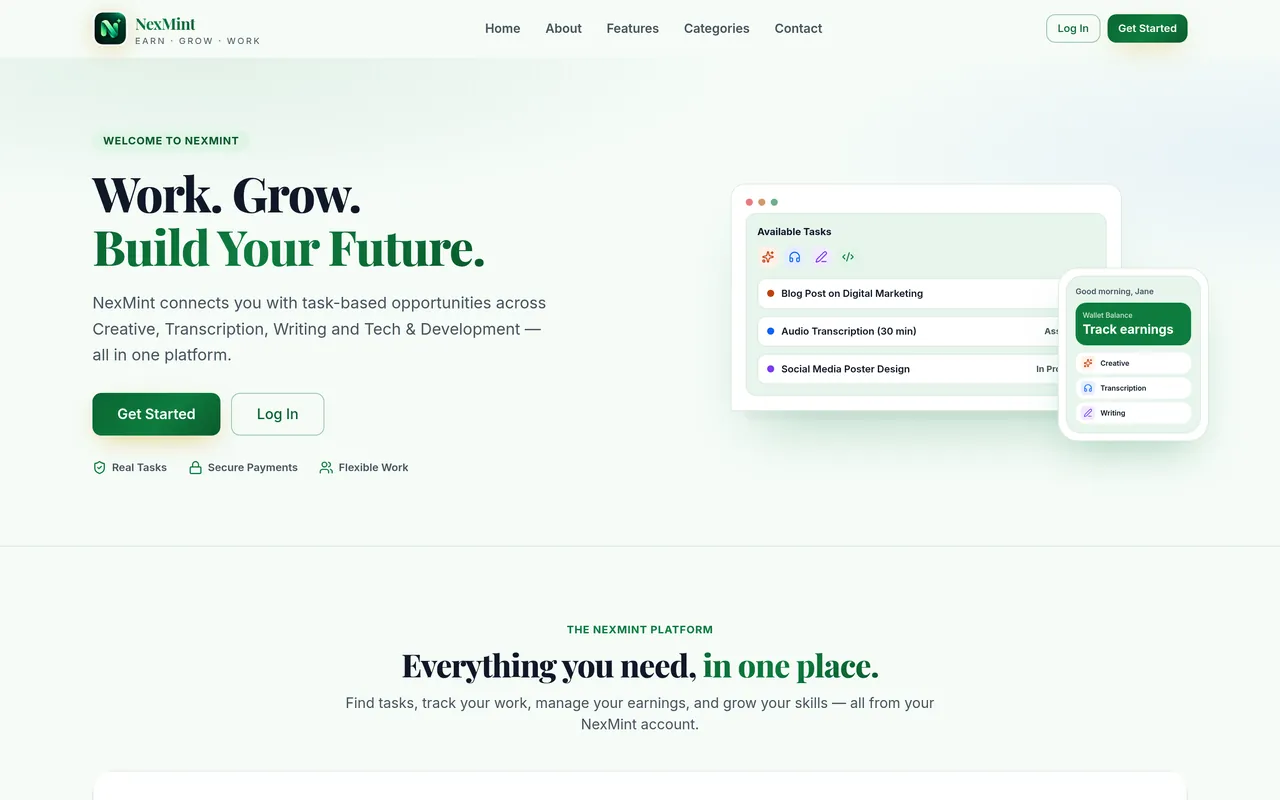 NexMint
EARN · GROW · WORK
Home
About
Features
Categories
Contact
Log In
Get Started
WELCOME TO NEXMINT
Work. Grow.
Build Your Future.
NexMint connects you with task-based opportunities across
Creative, Transcription, Writing and Tech & Development —
all in one platform.
Get Started
Log In
Real Tasks
Secure Payments
Flexible Work
Available Tasks
Blog Post on Digital Marketing
Audio Transcription (30 min)
Social Media Poster Design
Good morning, Jane
Wallet Balance
Track earnings
Creative
Transcription
Writing
THE NEXMINT PLATFORM
Everything you need, in one place.
Find tasks, track your work, manage your earnings, and grow your skills — all from your
NexMint account.